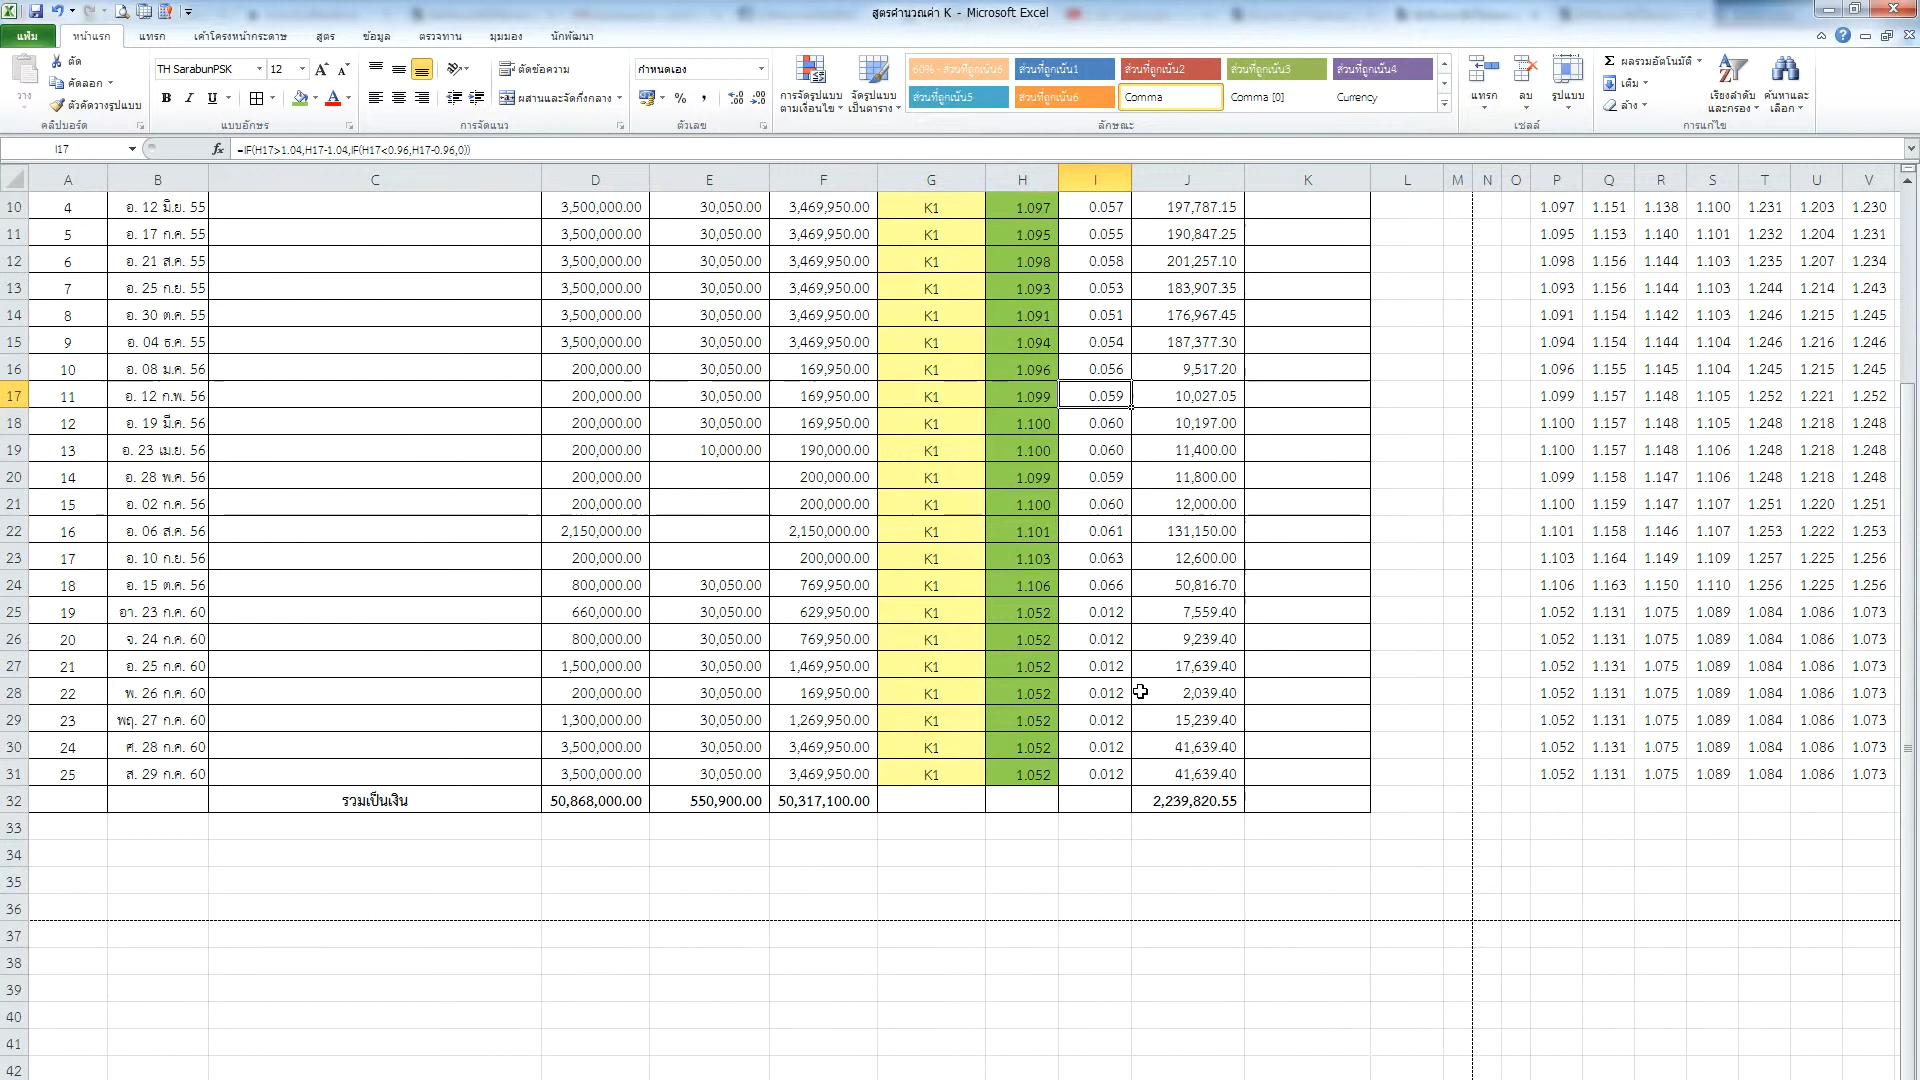 สูตรคำนวณค่า K - Microsoft Excel
แฟ้ม หน้าแรก แทรก เค้าโครงหน้ากระดาษ สูตร ข้อมูล ตรวจทาน มุมมอง นักพัฒนา
ตัด
คัดลอก
ตัวคัดวางรูปแบบ
วาง
คลิปบอร์ด
TH SarabunPSK 12
B I U
แบบอักษร
ตัดข้อความ
ผสานและจัดกึ่งกลาง
การจัดแนว
กำหนดเอง
ตัวเลข
การจัดรูปแบบตามเงื่อนไข
จัดรูปแบบเป็นตาราง
60% - ส่วนที่ถูกเน้น6 ส่วนที่ถูกเน้น1 ส่วนที่ถูกเน้น2 ส่วนที่ถูกเน้น3 ส่วนที่ถูกเน้น4
ส่วนที่ถูกเน้น5 ส่วนที่ถูกเน้น6 Comma Comma [0] Currency
ลักษณะ
แทรก ลบ รูปแบบ
เซลล์
ผลรวมอัตโนมัติ
เติม
ล้าง
เรียงลำดับและกรอง
ค้นหาและเลือก
การแก้ไข
I17 fx =IF(H17>1.04,H17-1.04,IF(H17<0.96,H17-0.96,0))
A B C D E F G H I J K L M N O P Q R S T U V
10 4 อ. 12 มิ.ย. 55 3,500,000.00 30,050.00 3,469,950.00 K1 1.097 0.057 197,787.15 1.097 1.151 1.138 1.100 1.231 1.203 1.230
11 5 อ. 17 ก.ค. 55 3,500,000.00 30,050.00 3,469,950.00 K1 1.095 0.055 190,847.25 1.095 1.153 1.140 1.101 1.232 1.204 1.231
12 6 อ. 21 ส.ค. 55 3,500,000.00 30,050.00 3,469,950.00 K1 1.098 0.058 201,257.10 1.098 1.156 1.144 1.103 1.235 1.207 1.234
13 7 อ. 25 ก.ย. 55 3,500,000.00 30,050.00 3,469,950.00 K1 1.093 0.053 183,907.35 1.093 1.156 1.144 1.103 1.244 1.214 1.243
14 8 อ. 30 ต.ค. 55 3,500,000.00 30,050.00 3,469,950.00 K1 1.091 0.051 176,967.45 1.091 1.154 1.142 1.103 1.246 1.215 1.245
15 9 อ. 04 ธ.ค. 55 3,500,000.00 30,050.00 3,469,950.00 K1 1.094 0.054 187,377.30 1.094 1.154 1.144 1.104 1.246 1.216 1.246
16 10 อ. 08 ม.ค. 56 200,000.00 30,050.00 169,950.00 K1 1.096 0.056 9,517.20 1.096 1.155 1.145 1.104 1.245 1.215 1.245
17 11 อ. 12 ก.พ. 56 200,000.00 30,050.00 169,950.00 K1 1.099 0.059 10,027.05 1.099 1.157 1.148 1.105 1.252 1.221 1.252
18 12 อ. 19 มี.ค. 56 200,000.00 30,050.00 169,950.00 K1 1.100 0.060 10,197.00 1.100 1.157 1.148 1.105 1.248 1.218 1.248
19 13 อ. 23 เม.ย. 56 200,000.00 10,000.00 190,000.00 K1 1.100 0.060 11,400.00 1.100 1.157 1.148 1.106 1.248 1.218 1.248
20 14 อ. 28 พ.ค. 56 200,000.00 200,000.00 K1 1.099 0.059 11,800.00 1.099 1.158 1.147 1.106 1.248 1.218 1.248
21 15 อ. 02 ก.ค. 56 200,000.00 200,000.00 K1 1.100 0.060 12,000.00 1.100 1.159 1.147 1.107 1.251 1.220 1.251
22 16 อ. 06 ส.ค. 56 2,150,000.00 2,150,000.00 K1 1.101 0.061 131,150.00 1.101 1.158 1.146 1.107 1.253 1.222 1.253
23 17 อ. 10 ก.ย. 56 200,000.00 200,000.00 K1 1.103 0.063 12,600.00 1.103 1.164 1.149 1.109 1.257 1.225 1.256
24 18 อ. 15 ต.ค. 56 800,000.00 30,050.00 769,950.00 K1 1.106 0.066 50,816.70 1.106 1.163 1.150 1.110 1.256 1.225 1.256
25 19 อา. 23 ก.ค. 60 660,000.00 30,050.00 629,950.00 K1 1.052 0.012 7,559.40 1.052 1.131 1.075 1.089 1.084 1.086 1.073
26 20 จ. 24 ก.ค. 60 800,000.00 30,050.00 769,950.00 K1 1.052 0.012 9,239.40 1.052 1.131 1.075 1.089 1.084 1.086 1.073
27 21 อ. 25 ก.ค. 60 1,500,000.00 30,050.00 1,469,950.00 K1 1.052 0.012 17,639.40 1.052 1.131 1.075 1.089 1.084 1.086 1.073
28 22 พ. 26 ก.ค. 60 200,000.00 30,050.00 169,950.00 K1 1.052 0.012 2,039.40 1.052 1.131 1.075 1.089 1.084 1.086 1.073
29 23 พฤ. 27 ก.ค. 60 1,300,000.00 30,050.00 1,269,950.00 K1 1.052 0.012 15,239.40 1.052 1.131 1.075 1.089 1.084 1.086 1.073
30 24 ศ. 28 ก.ค. 60 3,500,000.00 30,050.00 3,469,950.00 K1 1.052 0.012 41,639.40 1.052 1.131 1.075 1.089 1.084 1.086 1.073
31 25 ส. 29 ก.ค. 60 3,500,000.00 30,050.00 3,469,950.00 K1 1.052 0.012 41,639.40 1.052 1.131 1.075 1.089 1.084 1.086 1.073
32 รวมเป็นเงิน 50,868,000.00 550,900.00 50,317,100.00 2,239,820.55
33
34
35
36
37
38
39
40
41
42